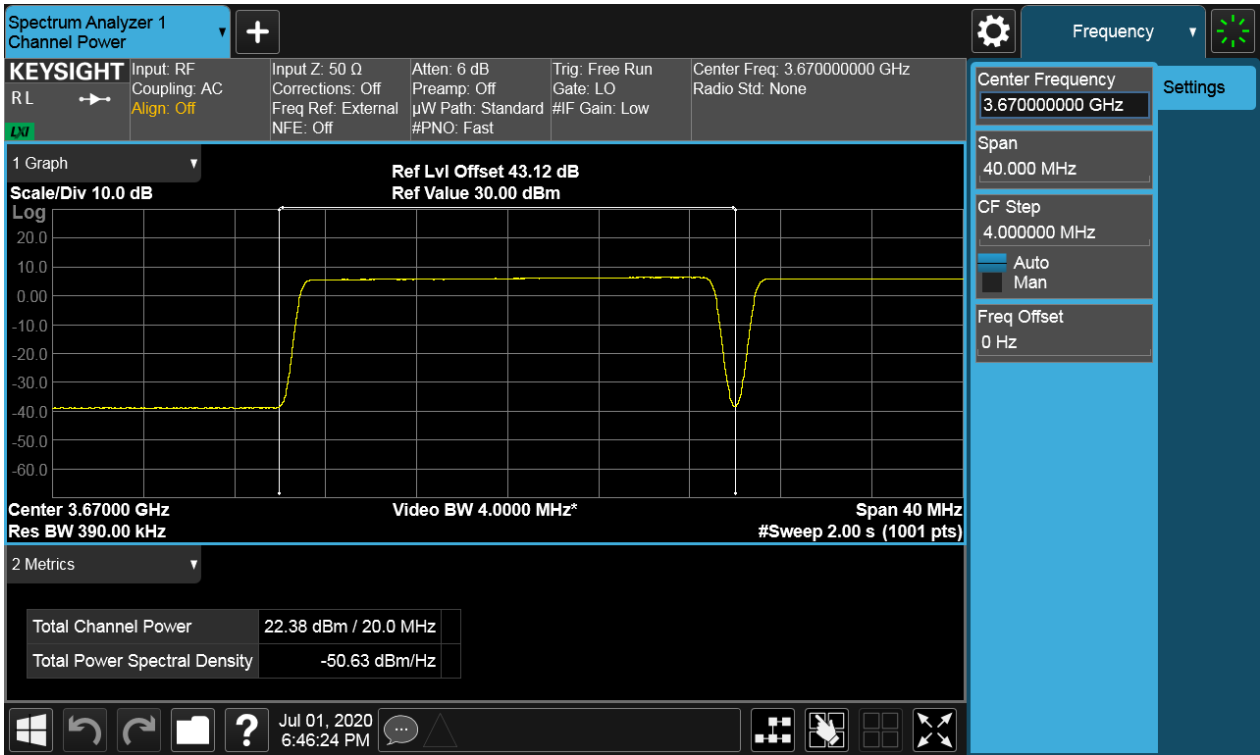 Spectrum Analyzer 1
Channel Power
+
Frequency
KEYSIGHT
RL
LXI
Input: RF
Coupling: AC
Align: Off
Input Z: 50 Ω
Corrections: Off
Freq Ref: External
NFE: Off
Atten: 6 dB
Preamp: Off
µW Path: Standard
#PNO: Fast
Trig: Free Run
Gate: LO
#IF Gain: Low
Center Freq: 3.670000000 GHz
Radio Std: None
Center Frequency
3.670000000 GHz
Settings
Span
40.000 MHz
CF Step
4.000000 MHz
Auto
Man
Freq Offset
0 Hz
1 Graph
Ref Lvl Offset 43.12 dB
Scale/Div 10.0 dB
Ref Value 30.00 dBm
Log
20.0
10.0
0.00
-10.0
-20.0
-30.0
-40.0
-50.0
-60.0
Center 3.67000 GHz
Video BW 4.0000 MHz*
Span 40 MHz
Res BW 390.00 kHz
#Sweep 2.00 s (1001 pts)
2 Metrics
Total Channel Power 22.38 dBm / 20.0 MHz
Total Power Spectral Density -50.63 dBm/Hz
?
Jul 01, 2020
6:46:24 PM
...